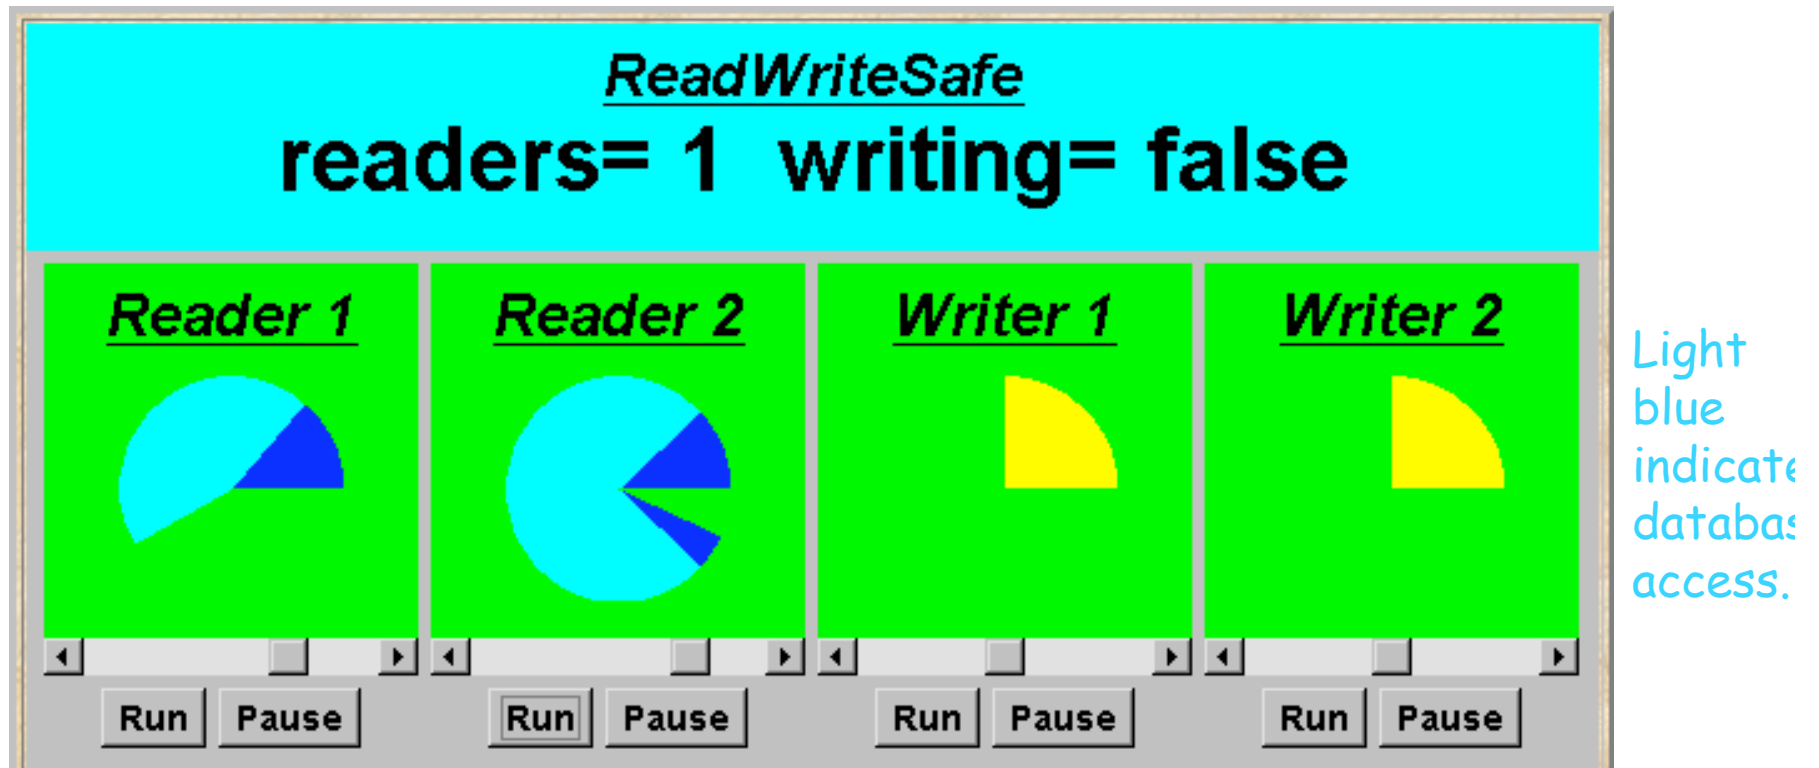 ReadWriteSafe
readers= 1 writing= false
Reader 1
Reader 2
Writer 1
Writer 2
Run Pause
Run Pause
Run Pause
Run Pause
Light
blue
access.